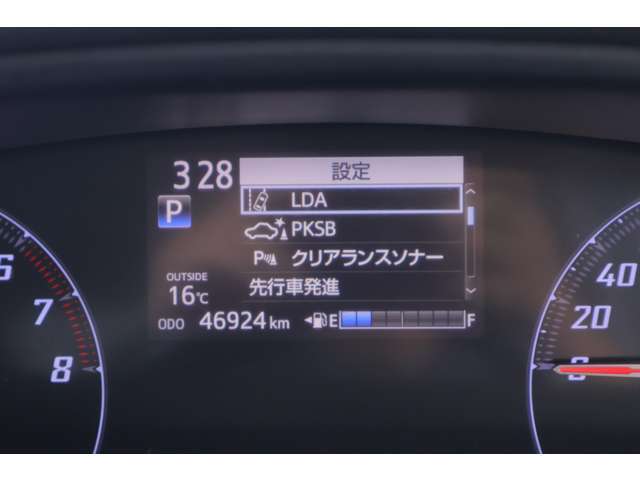 3 28
設定
LDA
P
PKSB
P クリアランスソナー
OUTSIDE
16℃
先行車発進
ODO 46924 km
E F
6
7
8
40
20
0